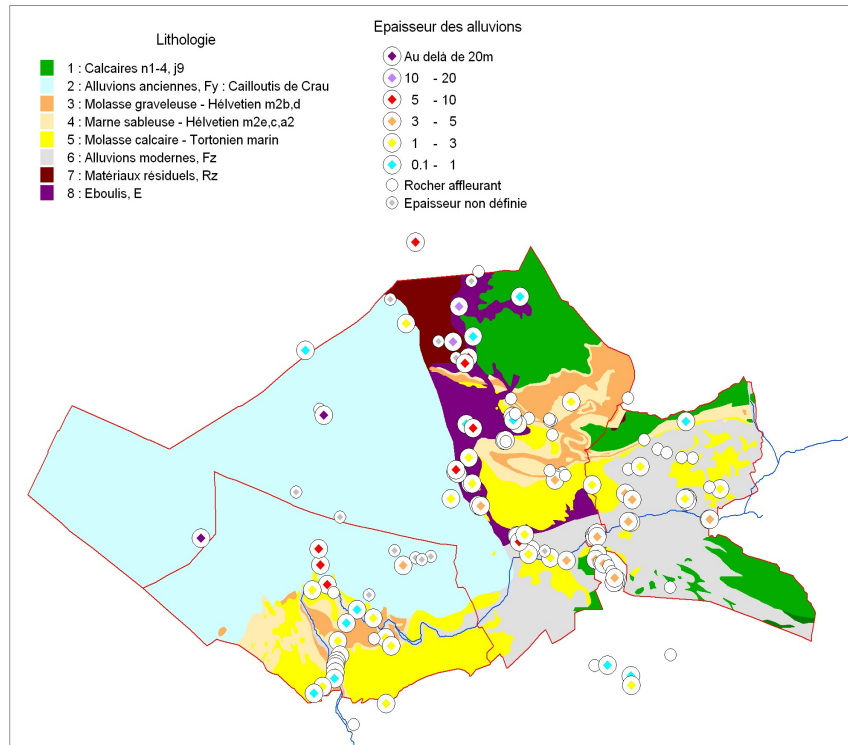 Lithologie
1 : Calcaires n1-4, j9
2 : Alluvions anciennes, Fy : Cailloutis de Crau
3 : Molasse graveleuse - Hélvetien m2b,d
4 : Marne sableuse - Hélvetien m2e,c,a2
5 : Molasse calcaire - Tortonien marin
6 : Alluvions modernes, Fz
7 : Matériaux résiduels, Rz
8 : Eboulis, E
Epaisseur des alluvions
Au delà de 20m
10 - 20
5 - 10
3 - 5
1 - 3
0.1 - 1
Rocher affleurant
Epaisseur non définie